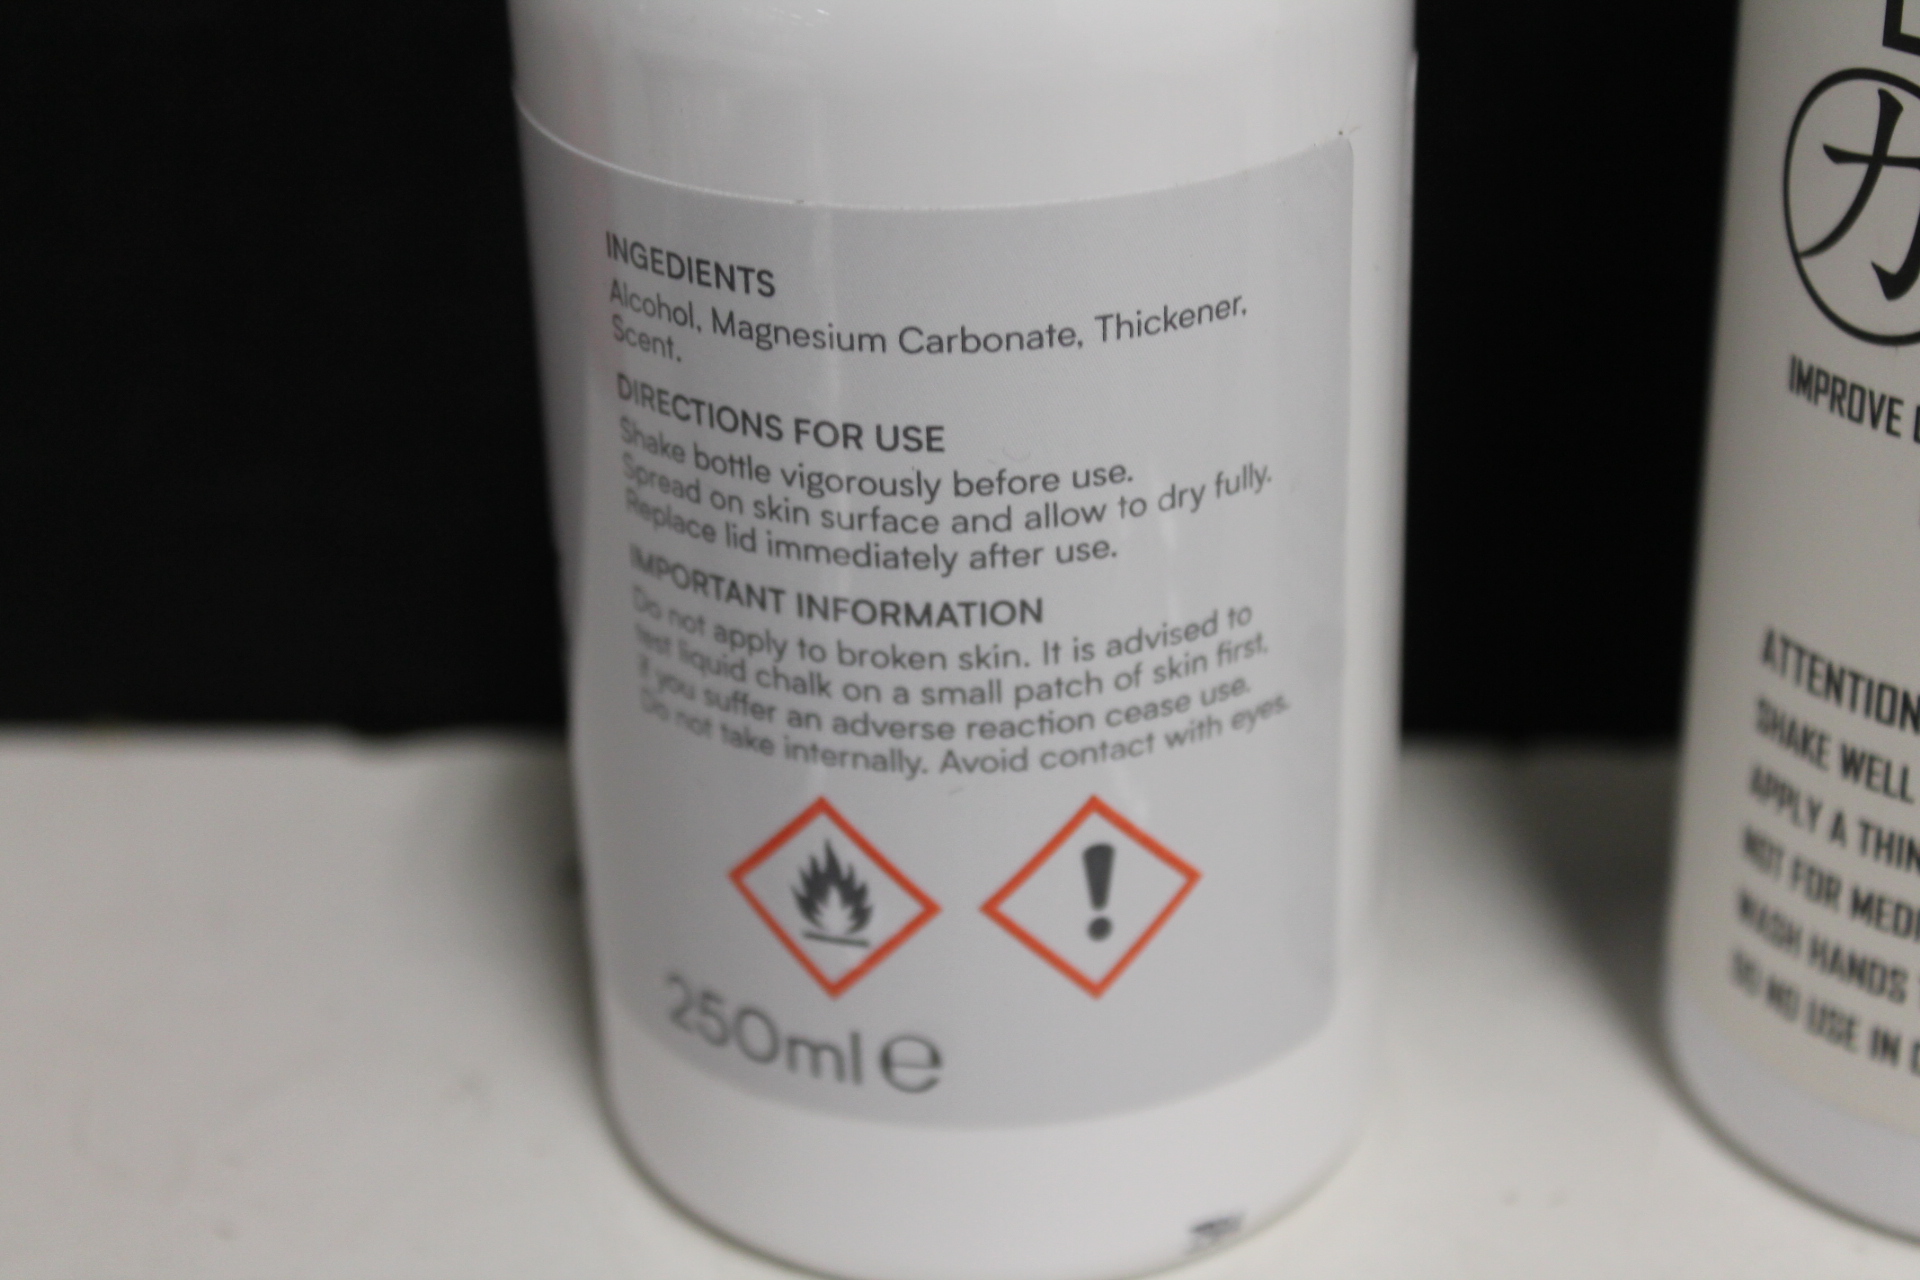 INGEDIENTS
Alcohol, Magnesium Carbonate, Thickener,
Scent.
DIRECTIONS FOR USE
Shake bottle vigorously before use.
Spread on skin surface and allow to dry fully.
Replace lid immediately after use.
IMPORTANT INFORMATION
Do not apply to broken skin. It is advised to
test liquid chalk on a small patch of skin first.
if you suffer an adverse reaction cease use.
Do not take internally. Avoid contact with eyes.
250ml e
力
IMPROVE
ATTENTION
SHAKE WELL
APPLY A THIN
NOT FOR MEDI
WASH HANDS
DO NO USE IN